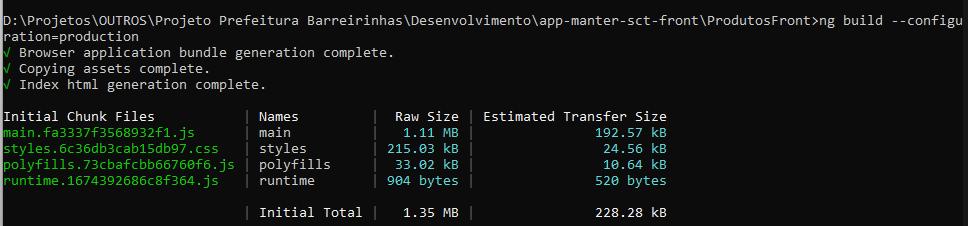 D:\Projetos\OUTROS\Projeto Prefeitura Barreirinhas\Desenvolvimento\app-manter-sct-front\ProdutosFront>ng build --configu
ration=production
√ Browser application bundle generation complete.
√ Copying assets complete.
√ Index html generation complete.
Initial Chunk Files | Names | Raw Size | Estimated Transfer Size
main.fa3337f3568932f1.js | main | 1.11 MB | 192.57 kB
styles.6c36db3cab15db97.css | styles | 215.03 kB | 24.56 kB
polyfills.73cbafcbb66760f6.js | polyfills | 33.02 kB | 10.64 kB
runtime.1674392686c8f364.js | runtime | 904 bytes | 520 bytes
| Initial Total | 1.35 MB | 228.28 kB